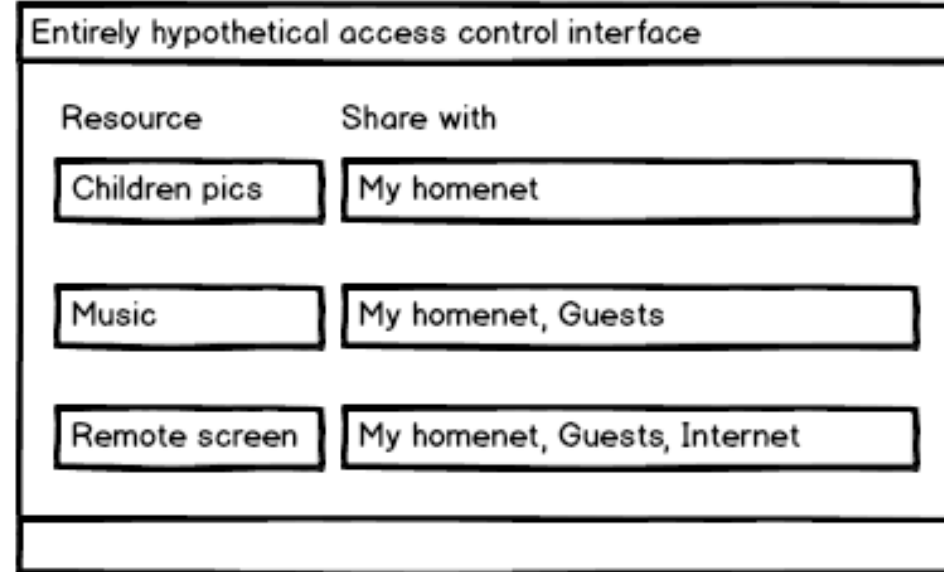 Entirely hypothetical access control interface
Resource Share with
Children pics My homenet
Music My homenet, Guests
Remote screen My homenet, Guests, Internet